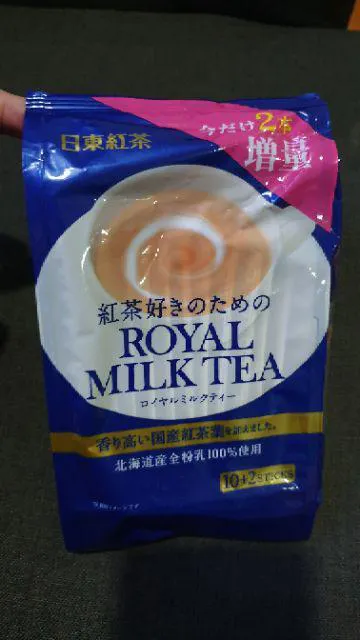 日東紅茶
今だけ2本
増量
紅茶好きのための
ROYAL
MILK TEA
ロイヤルミルクティー
香り高い国産紅茶葉を加えました。
北海道産全粉乳100%使用
10+2STICKS